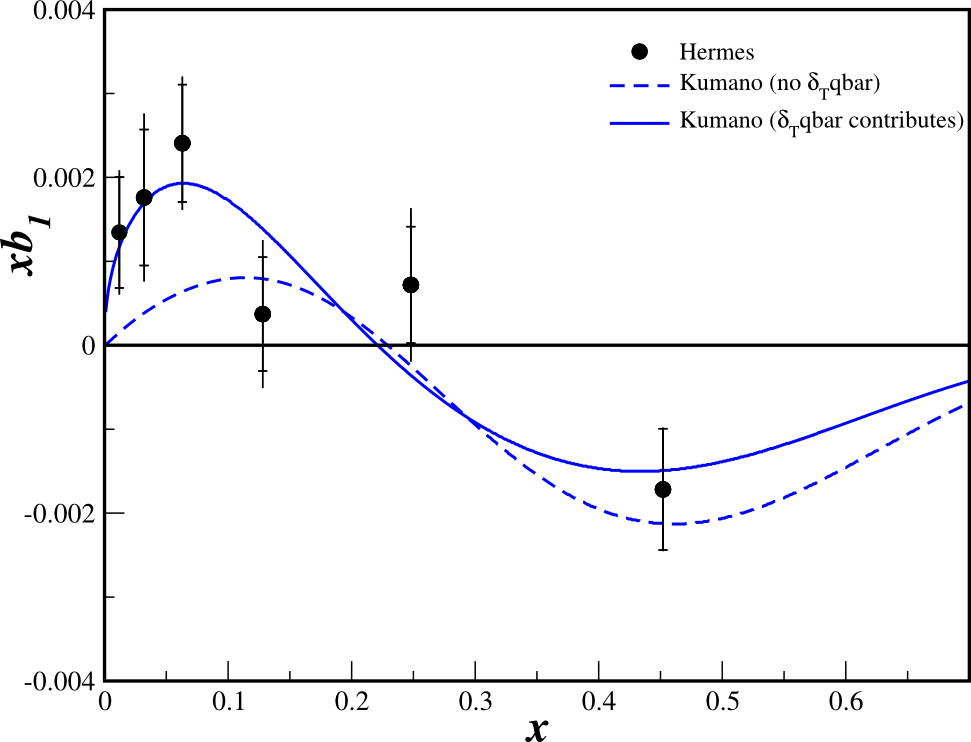 0.004
Hermes
Kumano (no δTqbar)
Kumano (δTqbar contributes)
0.002
xb1
0
-0.002
-0.004
0 0.1 0.2 0.3 0.4 0.5 0.6
x